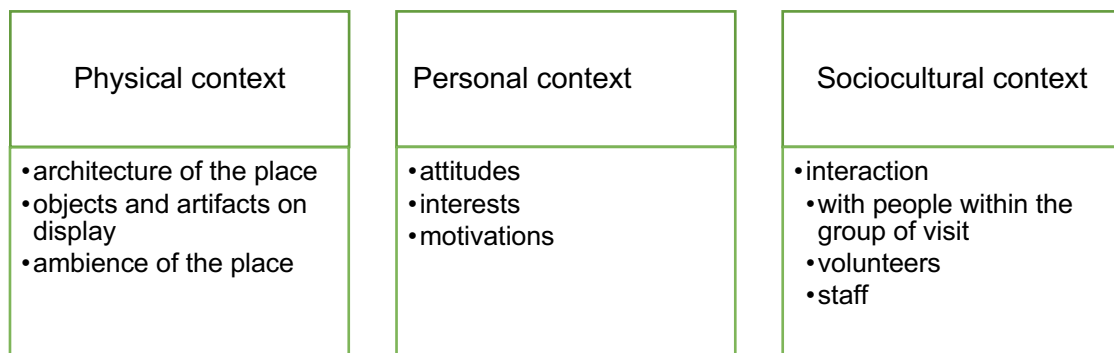 Physical context
•architecture of the place
•objects and artifacts on
display
•ambience of the place
Personal context
•attitudes
•interests
•motivations
Sociocultural context
•interaction
•with people within the
group of visit
•volunteers
•staff